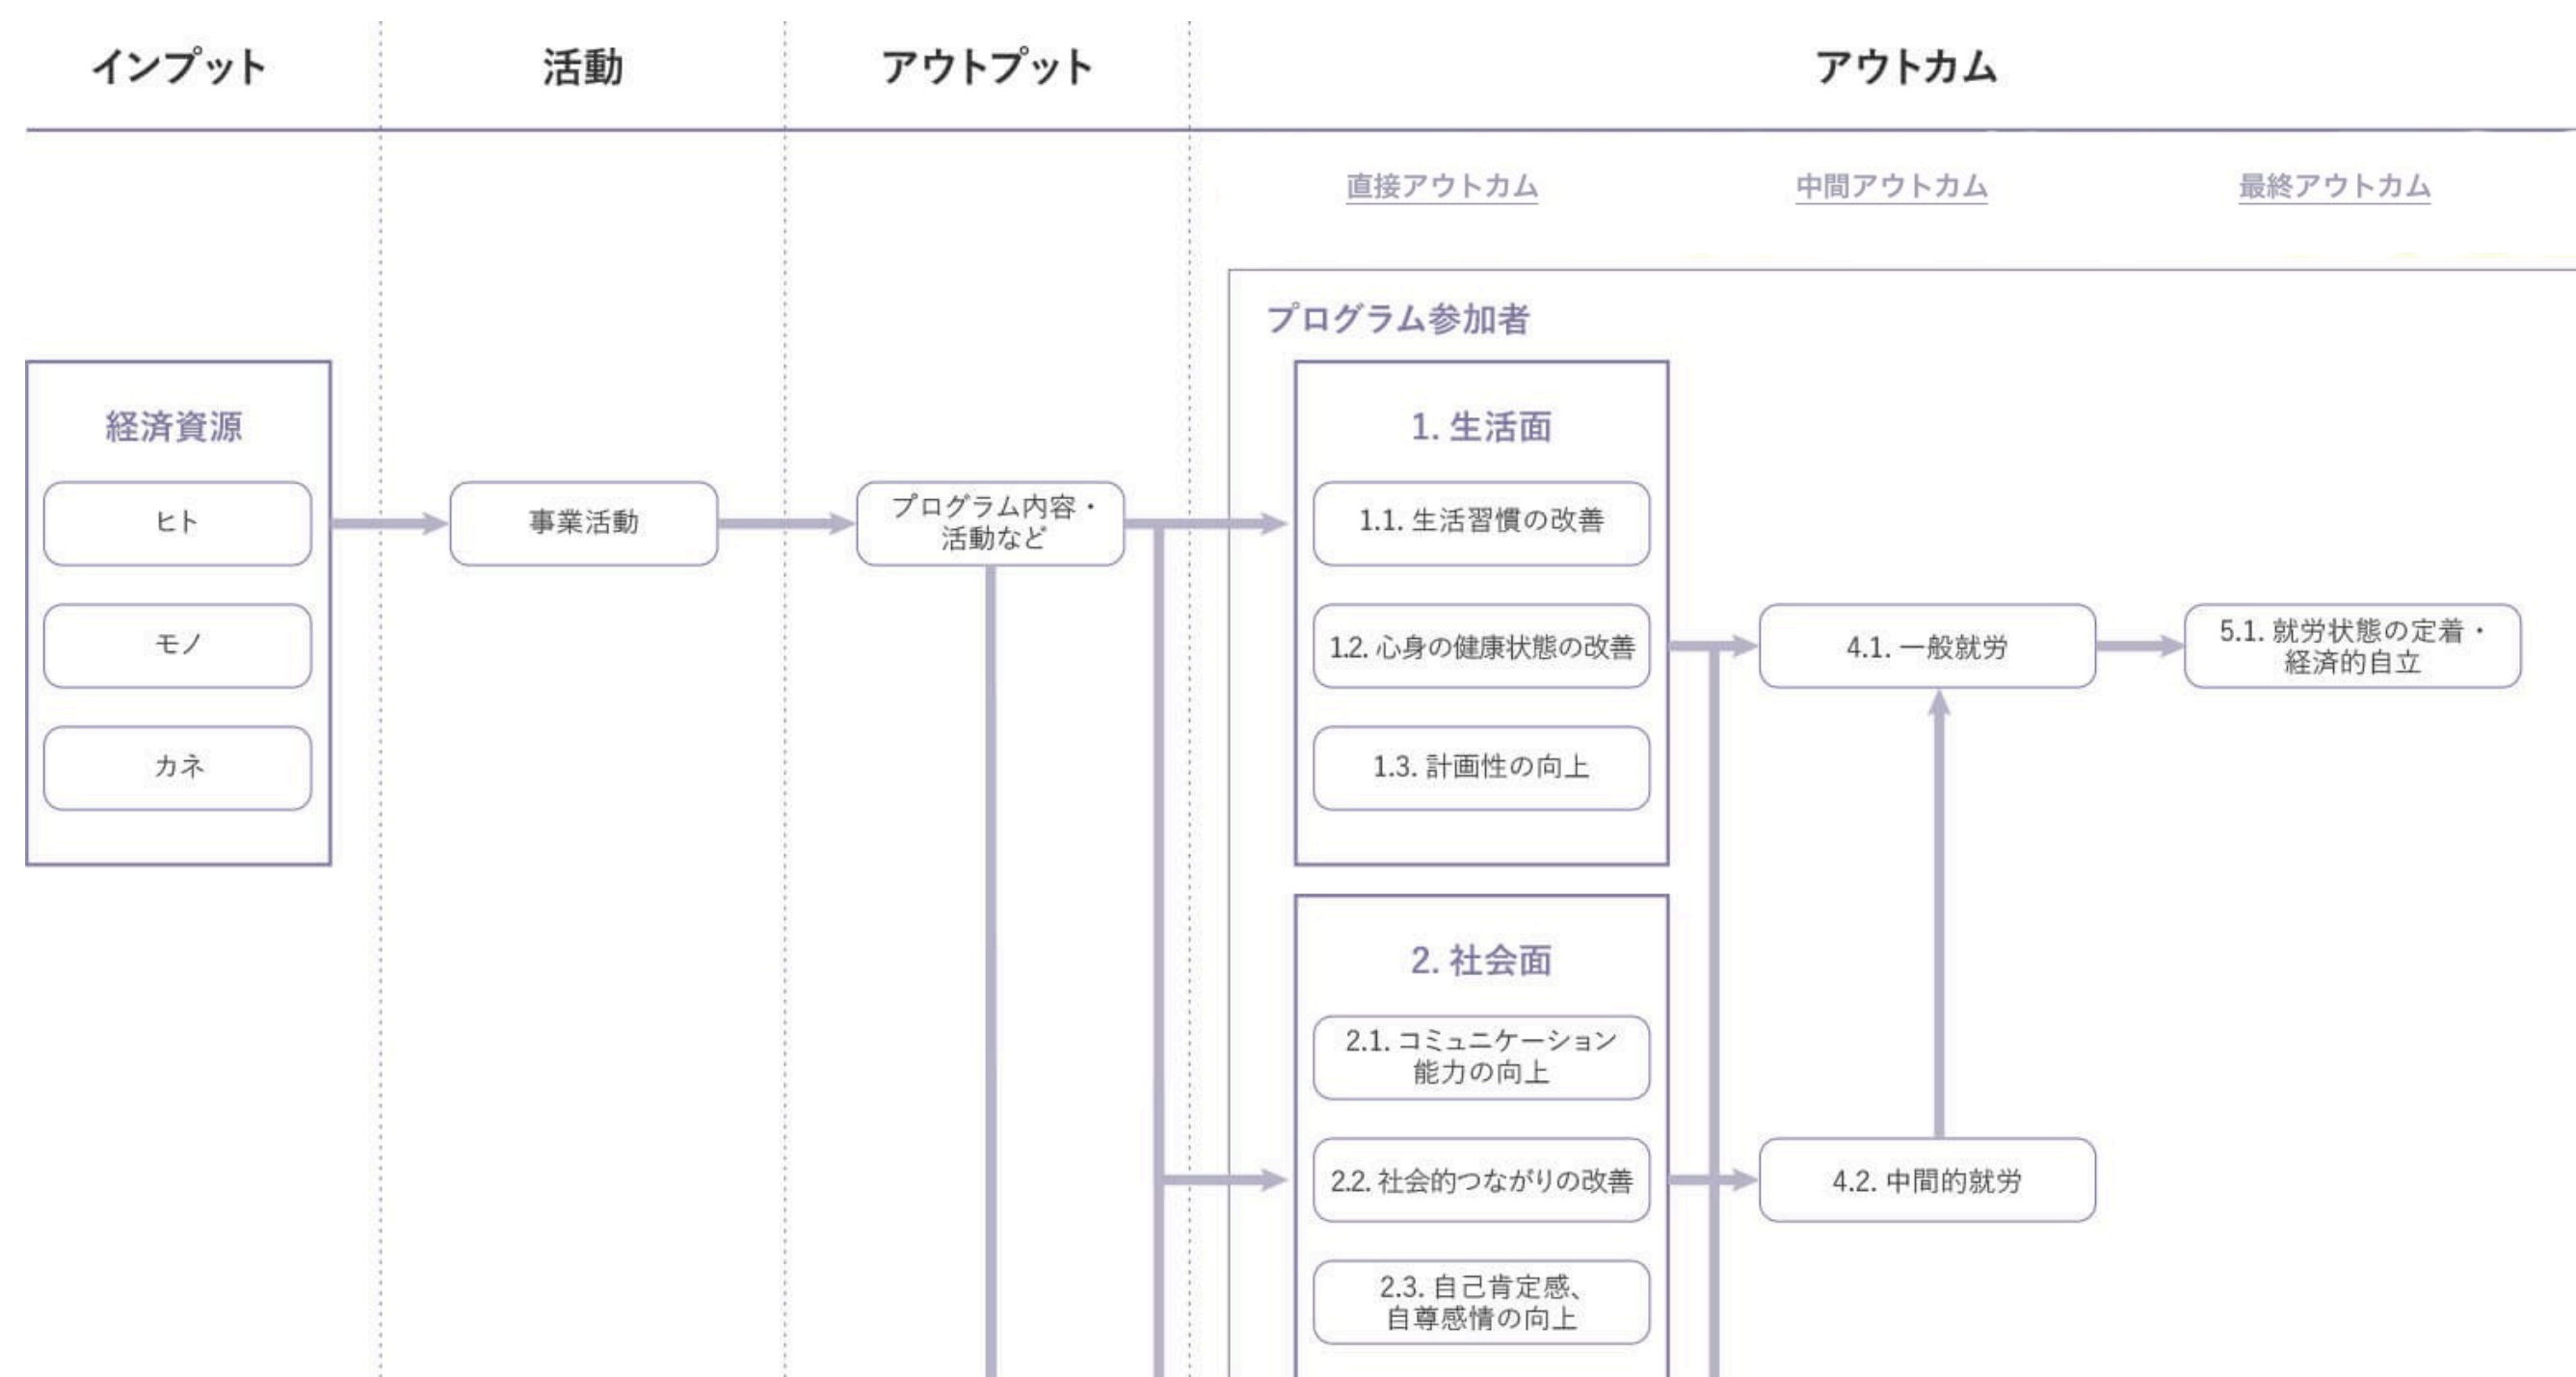 インプット
活動
アウトプット
アウトカム
直接アウトカム
中間アウトカム
最終アウトカム
プログラム参加者
経済資源
ヒト
モノ
カネ
事業活動
プログラム内容・
活動など
1. 生活面
1.1. 生活習慣の改善
1.2. 心身の健康状態の改善
1.3. 計画性の向上
4.1. 一般就労
5.1. 就労状態の定着・
経済的自立
2. 社会面
2.1. コミュニケーション
能力の向上
2.2. 社会的つながりの改善
4.2. 中間的就労
2.3. 自己肯定感、
自尊感情の向上